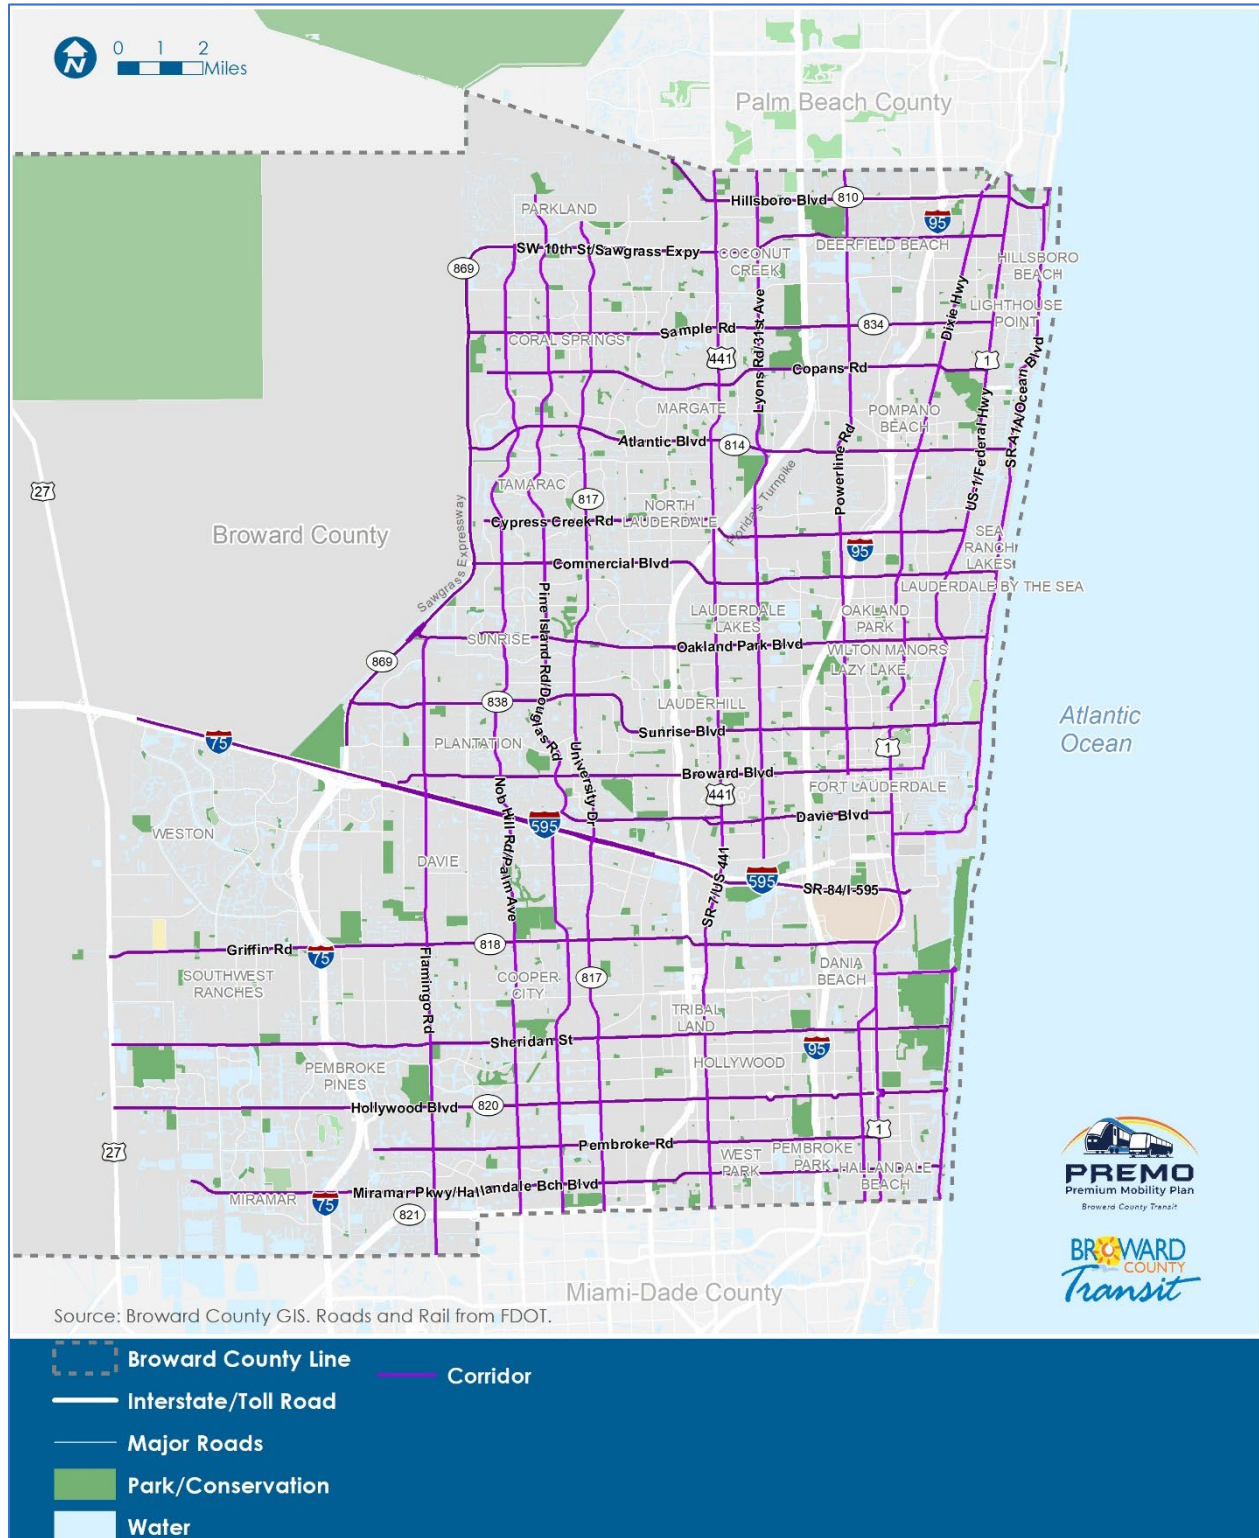 N
0 1 2
Miles
Palm Beach County
PARKLAND
Hillsboro Blvd
810
95
DEERFIELD BEACH
SW 10th St/Sawgrass Expy
COCONUT
CREEK
HILLSBORO
BEACH
869
LIGHTHOUSE
POINT
Dixie Hwy
Sample Rd
834
CORAL SPRINGS
441
Lyons Rd/31st Ave
1
SR A1A/Ocean Blvd
Copans Rd
MARGATE
POMPANO
BEACH
Atlantic Blvd
814
Powerline Rd
US-1/Federal Hwy
27
TAMARAC
817
NORTH
LAUDERDALE
Florida's Turnpike
Cypress Creek Rd
Broward County
Sawgrass Expressway
95
SEA
RANCH
LAKES
Commercial Blvd
LAUDERDALE BY THE SEA
Pine Island Rd/Douglas Rd
LAUDERDALE
LAKES
OAKLAND
PARK
SUNRISE
Oakland Park Blvd
WILTON MANORS
LAZY LAKE
869
838
LAUDERHILL
Sunrise Blvd
Atlantic
Ocean
75
PLANTATION
University Dr
1
Broward Blvd
Nob Hill Rd/Palm Ave
441
FORT LAUDERDALE
WESTON
595
Davie Blvd
DAVIE
SR 7/US 441
595
SR-84/I-595
Griffin Rd
75
818
Flamingo Rd
SOUTHWEST
RANCHES
COOPER
CITY
817
DANIA
BEACH
TRIBAL
LAND
Sheridan St
95
PEMBROKE
PINES
HOLLYWOOD
Hollywood Blvd
820
27
Pembroke Rd
1
WEST
PARK
PEMBROKE
PARK
HALLANDALE
BEACH
MIRAMAR
75
Miramar Pkwy/Hallandale Bch Blvd
821
PREMO
Premium Mobility Plan
Broward County Transit
BROWARD
COUNTY
Transit
Miami-Dade County
Source: Broward County GIS. Roads and Rail from FDOT.
Broward County Line
Corridor
Interstate/Toll Road
Major Roads
Park/Conservation
Water